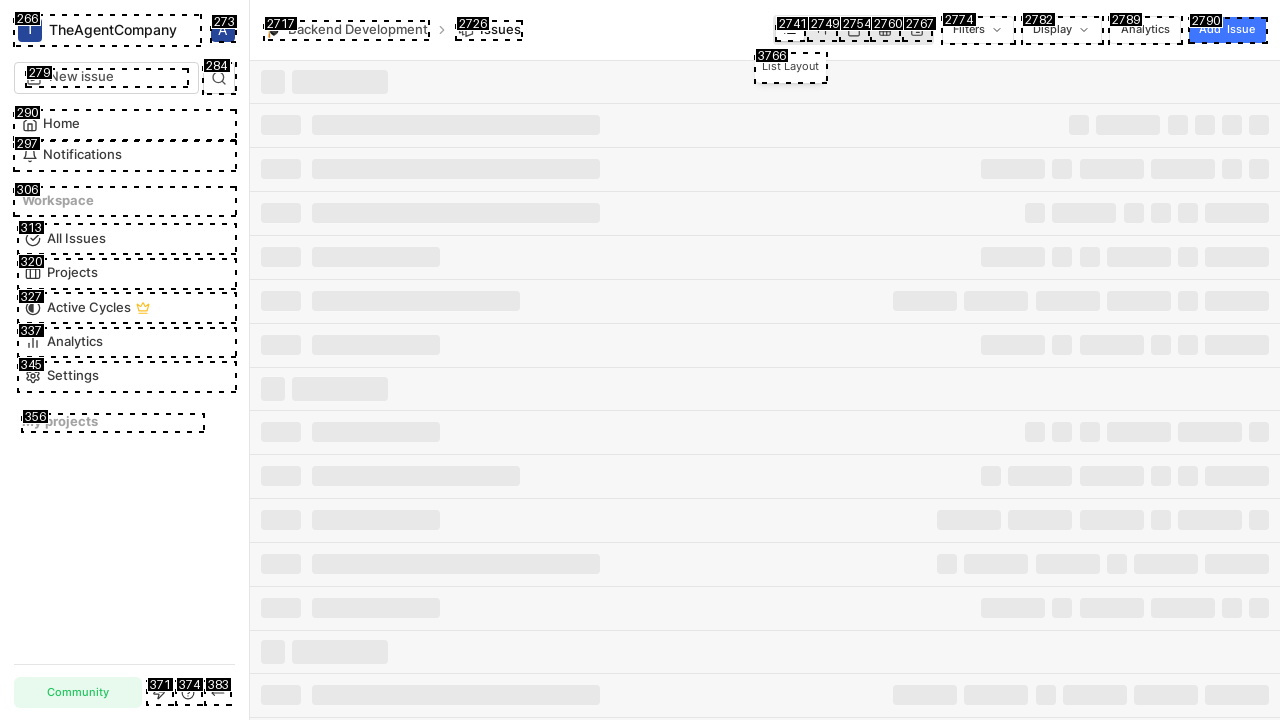 266
T
TheAgentCompany
273
A
279
New issue
284
290
Home
297
Notifications
306
Workspace
313
All Issues
320
Projects
327
Active Cycles
337
Analytics
345
Settings
356
My projects
Community
371
374
383
2717
Backend Development
2726
Issues
2741
2749
2754
2760
2767
2774
Filters
2782
Display
2789
Analytics
2790
Add Issue
3766
List Layout